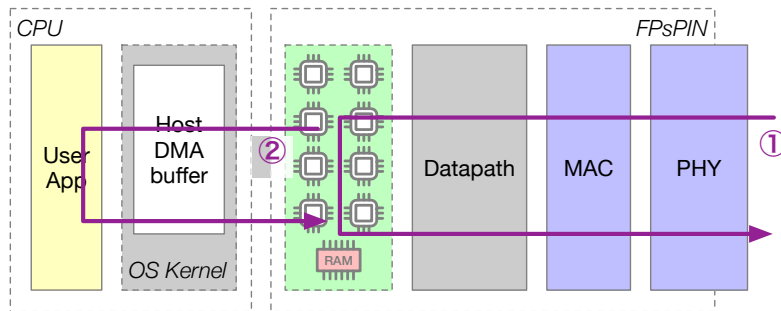 CPU
FPsPIN
User
App
Host
DMA
buffer
OS Kernel
②
RAM
Datapath
MAC
PHY
①